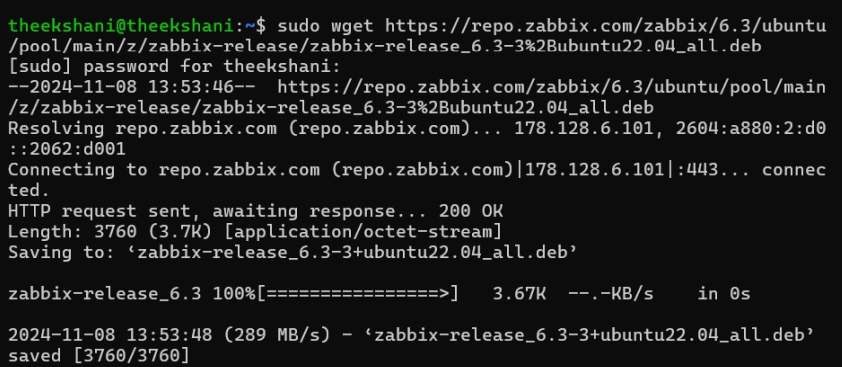 theekshani@theekshani:~$ sudo wget https://repo.zabbix.com/zabbix/6.3/ubuntu
/pool/main/z/zabbix-release/zabbix-release_6.3-3%2Bubuntu22.04_all.deb
[sudo] password for theekshani:
--2024-11-08 13:53:46--  https://repo.zabbix.com/zabbix/6.3/ubuntu/pool/main
/z/zabbix-release/zabbix-release_6.3-3%2Bubuntu22.04_all.deb
Resolving repo.zabbix.com (repo.zabbix.com)... 178.128.6.101, 2604:a880:2:d0
::2062:d001
Connecting to repo.zabbix.com (repo.zabbix.com)|178.128.6.101|:443... connec
ted.
HTTP request sent, awaiting response... 200 OK
Length: 3760 (3.7K) [application/octet-stream]
Saving to: ‘zabbix-release_6.3-3+ubuntu22.04_all.deb’
zabbix-release_6.3 100%[================>]   3.67K  --.-KB/s    in 0s
2024-11-08 13:53:48 (289 MB/s) - ‘zabbix-release_6.3-3+ubuntu22.04_all.deb’
saved [3760/3760]